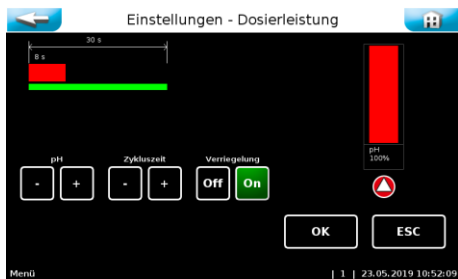 Einstellungen - Dosierleistung
30 s
8 s
pH
100%
pH Zykluszeit Verriegelung
- + - + Off On
OK ESC
Menü | 1 | 23.05.2019 10:52:09